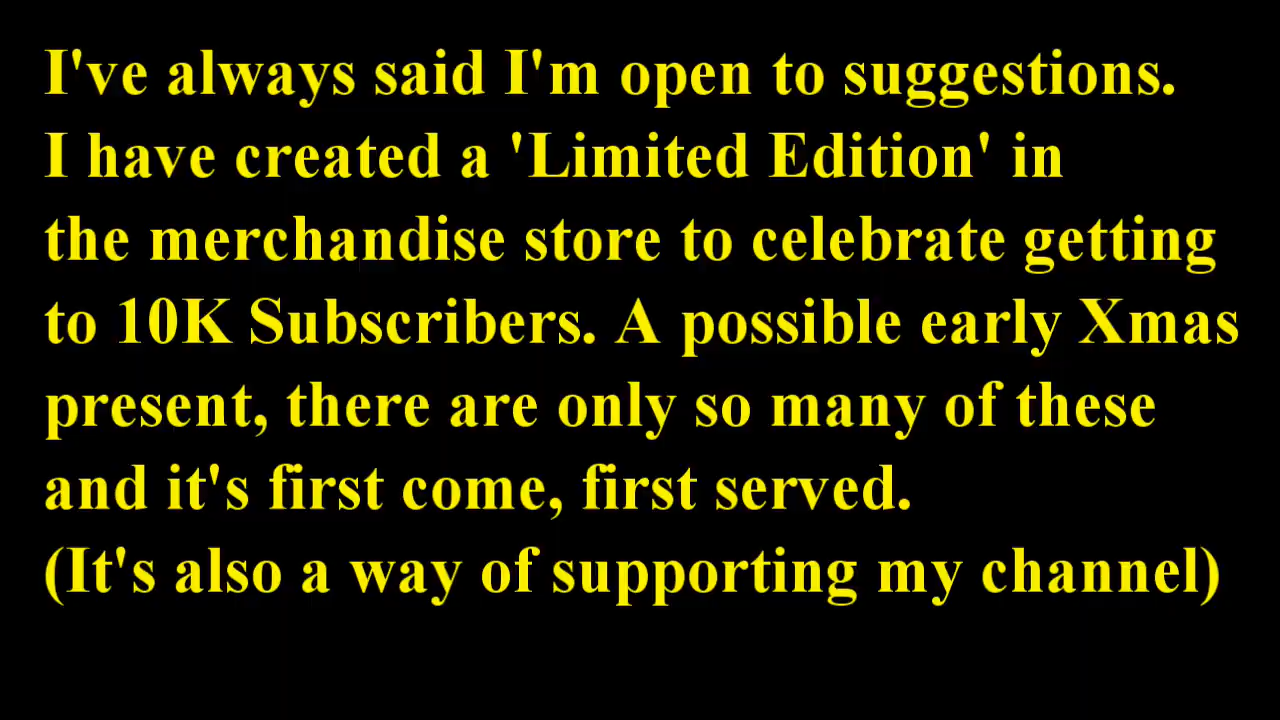 I've always said I'm open to suggestions.
I have created a 'Limited Edition' in
the merchandise store to celebrate getting
to 10K Subscribers. A possible early Xmas
present, there are only so many of these
and it's first come, first served.
(It's also a way of supporting my channel)